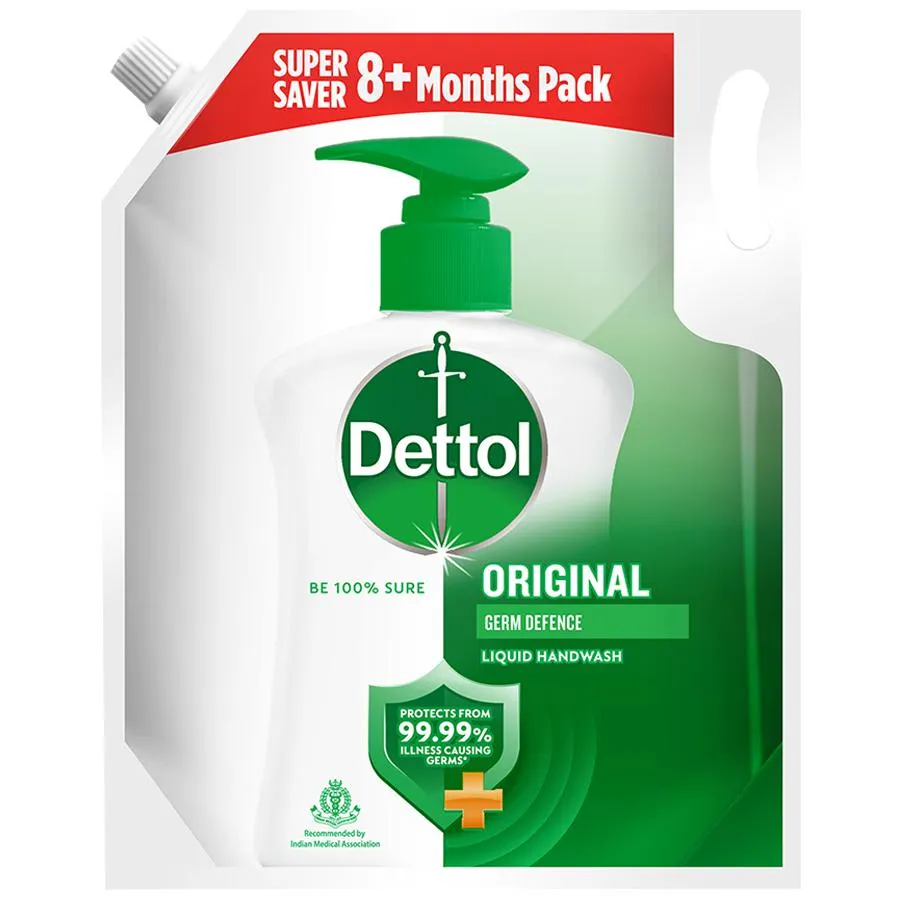 SUPER
SAVER
8+ Months Pack
Dettol
BE 100% SURE
ORIGINAL
GERM DEFENCE
LIQUID HANDWASH
PROTECTS FROM
99.99%
ILLNESS CAUSING
GERMS*
Recommended by
Indian Medical Association